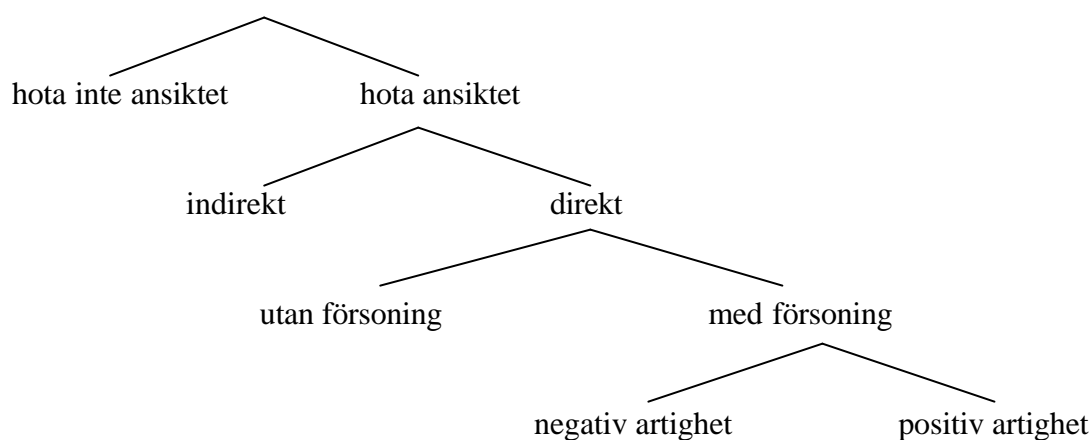 hota inte ansiktet hota ansiktet
indirekt direkt
utan försoning med försoning
negativ artighet positiv artighet